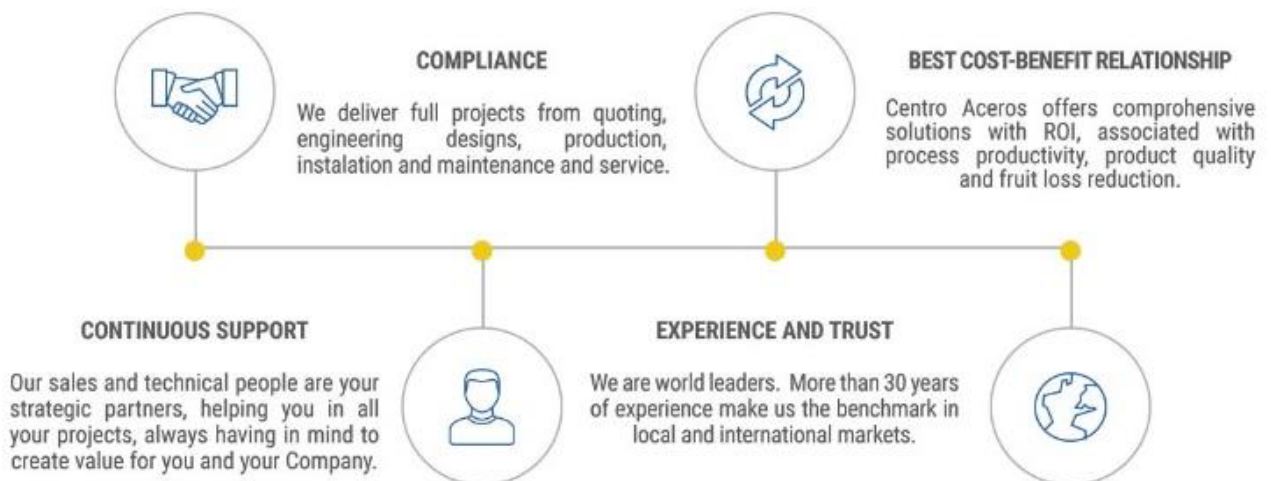 COMPLIANCE
We deliver full projects from quoting,
engineering designs, production,
instalation and maintenance and service.
BEST COST-BENEFIT RELATIONSHIP
Centro Aceros offers comprohensive
solutions with ROI, associated with
process productivity, product quality
and fruit loss reduction.
CONTINUOUS SUPPORT
Our sales and technical people are your
strategic partners, helping you in all
your projects, always having in mind to
create value for you and your Company.
EXPERIENCE AND TRUST
We are world leaders. More than 30 years
of experience make us the benchmark in
local and international markets.